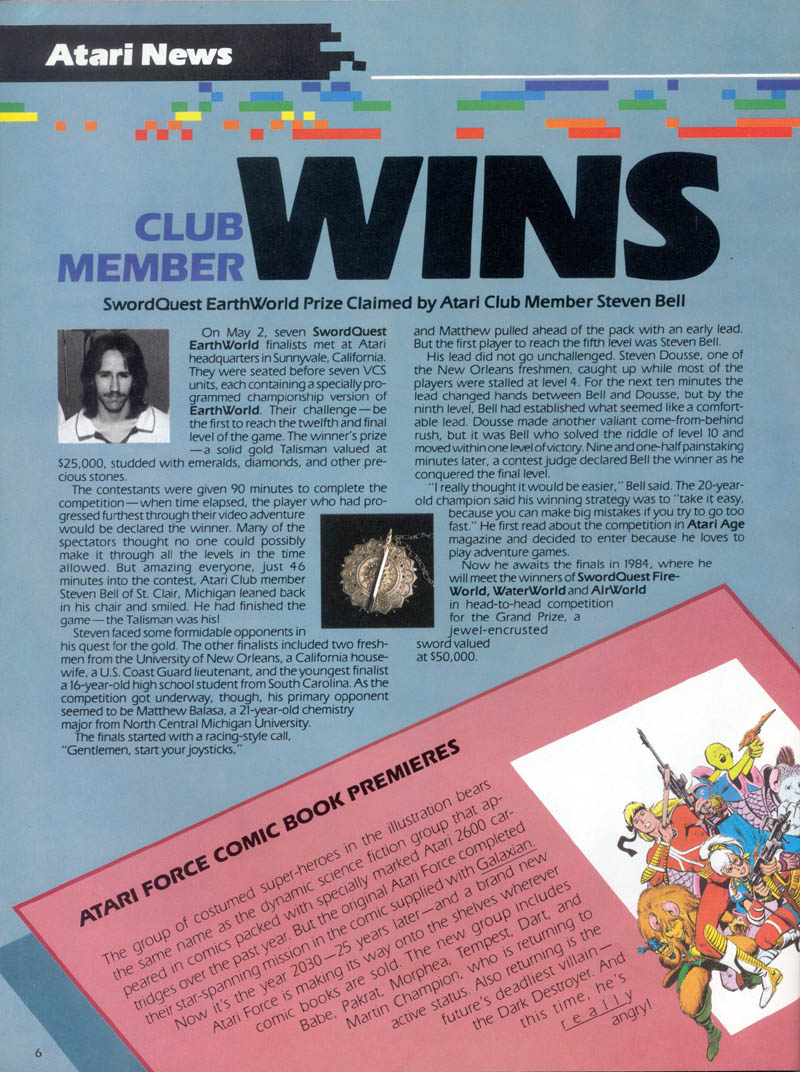 Atari News
CLUB
MEMBER
WINS
SwordQuest EarthWorld Prize Claimed by Atari Club Member Steven Bell
On May 2, seven SwordQuest
EarthWorld finalists met at Atari
headquarters in Sunnyvale, California.
They were seated before seven VCS
units, each containing a specially pro-
grammed championship version of
EarthWorld. Their challenge—be
the first to reach the twelfth and final
level of the game. The winner's prize
—a solid gold Talisman valued at
$25,000, studded with emeralds, diamonds, and other pre-
cious stones.
The contestants were given 90 minutes to complete the
competition—when time elapsed, the player who had pro-
gressed furthest through their video adventure
would be declared the winner. Many of the
spectators thought no one could possibly
make it through all the levels in the time
allowed. But amazing everyone, just 46
minutes into the contest, Atari Club member
Steven Bell of St. Clair, Michigan leaned back
in his chair and smiled. He had finished the
game—the Talisman was his!
Steven faced some formidable opponents in
his quest for the gold. The other finalists included two fresh-
men from the University of New Orleans, a California house-
wife, a U.S. Coast Guard lieutenant, and the youngest finalist
a 16-year-old high school student from South Carolina. As the
competition got underway, though, his primary opponent
seemed to be Matthew Balasa, a 21-year-old chemistry
major from North Central Michigan University.
The finals started with a racing-style call,
"Gentlemen, start your joysticks,"
and Matthew pulled ahead of the pack with an early lead.
But the first player to reach the fifth level was Steven Bell.
His lead did not go unchallenged. Steven Dousse, one of
the New Orleans freshmen, caught up while most of the
players were stalled at level 4. For the next ten minutes the
lead changed hands between Bell and Dousse, but by the
ninth level, Bell had established what seemed like a comfort-
able lead. Dousse made another valiant come-from-behind
rush, but it was Bell who solved the riddle of level 10 and
moved within one level of victory. Nine and one-half painstaking
minutes later, a contest judge declared Bell the winner as he
conquered the final level.
"I really thought it would be easier," Bell said. The 20-year-
old champion said his winning strategy was to "take it easy,
because you can make big mistakes if you try to go too
fast." He first read about the competition in Atari Age
magazine and decided to enter because he loves to
play adventure games.
Now he awaits the finals in 1984, where he
will meet the winners of SwordQuest Fire-
World, WaterWorld and AirWorld
in head-to-head competition
for the Grand Prize, a
jewel-encrusted
sword valued
at $50,000.
ATARI FORCE COMIC BOOK PREMIERES
The group of costumed super-heroes in the illustration bears
the same name as the dynamic science fiction group that ap-
peared in comics packed with specially marked Atari 2600 car-
tridges over the past year. But the original Atari Force completed
their star-spanning mission in the comic supplied with Galaxian.
Now it's the year 2030—25 years later—and a brand new
Atari Force is making its way onto the shelves wherever
comic books are sold. The new group includes
Babe, Pakrat, Morphea, Tempest, Dart, and
Martin Champion, who is returning to
active status. Also returning is the
future's deadliest villain—
the Dark Destroyer. And
this time, he's
really
angry!
6